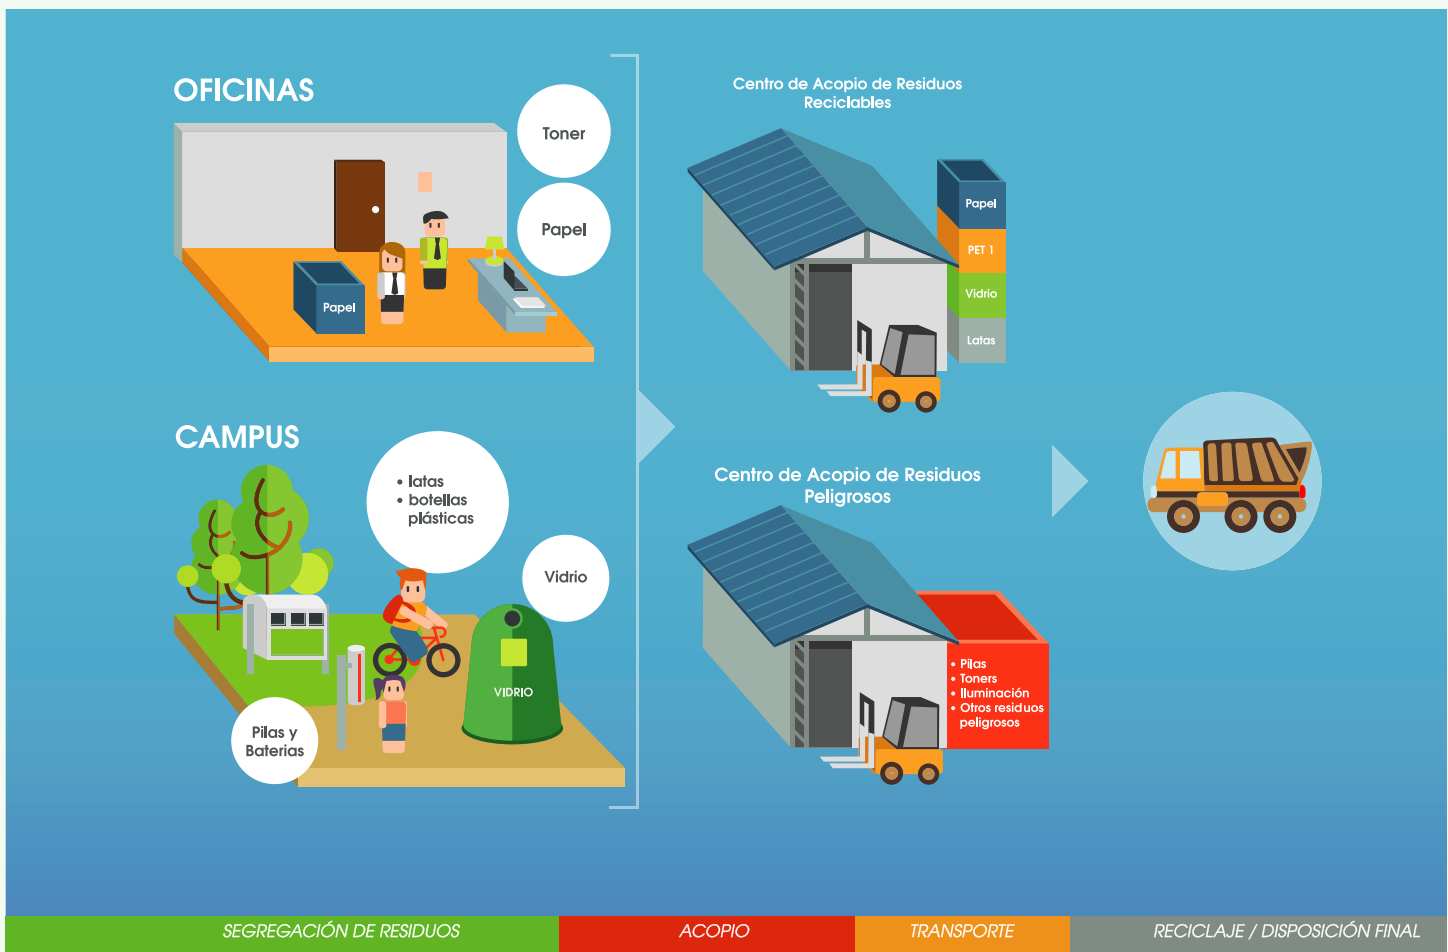 OFICINAS
Toner
Papel
Papel
CAMPUS
• latas
• botellas
plásticas
Vidrio
VIDRIO
Pilas y
Baterias
Centro de Acopio de Residuos
Reciclables
Papel
PET 1
Vidrio
Latas
Centro de Acopio de Residuos
Peligrosos
• Pilas
• Toners
• Iluminación
• Otros residuos
peligrosos
SEGREGACIÓN DE RESIDUOS
ACOPIO
TRANSPORTE
RECICLAJE / DISPOSICIÓN FINAL